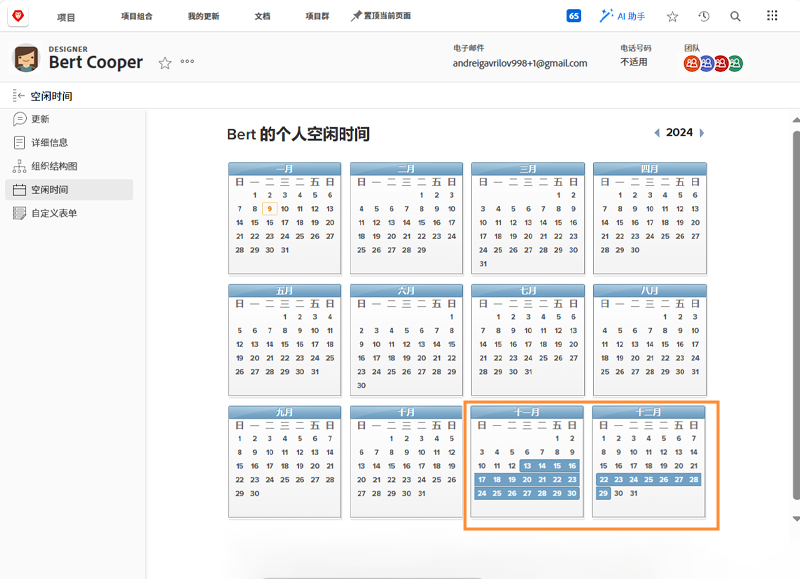 项目
项目组合
我的更新
文档
项目群
置顶当前页面
65
AI 助手
DESIGNER
Bert Cooper
电子邮件
andreigavrilov998+1@gmail.com
电话号码
不适用
团队
空闲时间
更新
详细信息
组织结构图
空闲时间
自定义表单
Bert 的个人空闲时间
2024
一月
日 一 二 三 二 五 日
1 2 3 4 5 6
7 8 9 10 11 12 13
14 15 16 17 18 19 20
21 22 23 24 25 26 27
28 29 30 31
二月
日 一 二 三 二 五 日
1 2 3
4 5 6 7 8 9 10
11 12 13 14 15 16 17
18 19 20 21 22 23 24
25 26 27 28 29
三月
日 一 二 三 二 五 日
1 2
3 4 5 6 7 8 9
10 11 12 13 14 15 16
17 18 19 20 21 22 23
24 25 26 27 28 29 30
31
四月
日 一 二 三 二 五 日
1 2 3 4 5 6
7 8 9 10 11 12 13
14 15 16 17 18 19 20
21 22 23 24 25 26 27
28 29 30
五月
日 一 二 三 二 五 日
1 2 3 4
5 6 7 8 9 10 11
12 13 14 15 16 17 18
19 20 21 22 23 24 25
26 27 28 29 30 31
六月
日 一 二 三 二 五 日
1
2 3 4 5 6 7 8
9 10 11 12 13 14 15
16 17 18 19 20 21 22
23 24 25 26 27 28 29
30
七月
日 一 二 三 二 五 日
1 2 3 4 5 6
7 8 9 10 11 12 13
14 15 16 17 18 19 20
21 22 23 24 25 26 27
28 29 30 31
八月
日 一 二 三 二 五 日
1 2 3
4 5 6 7 8 9 10
11 12 13 14 15 16 17
18 19 20 21 22 23 24
25 26 27 28 29 30 31
九月
日 一 二 三 二 五 日
1 2 3 4 5 6 7
8 9 10 11 12 13 14
15 16 17 18 19 20 21
22 23 24 25 26 27 28
29 30
十月
日 一 二 三 二 五 日
1 2 3 4 5
6 7 8 9 10 11 12
13 14 15 16 17 18 19
20 21 22 23 24 25 26
27 28 29 30 31
十一月
日 一 二 三 二 五 日
1 2
3 4 5 6 7 8 9
10 11 12 13 14 15 16
17 18 19 20 21 22 23
24 25 26 27 28 29 30
十二月
日 一 二 三 二 五 日
1 2 3 4 5 6 7
8 9 10 11 12 13 14
15 16 17 18 19 20 21
22 23 24 25 26 27 28
29 30 31